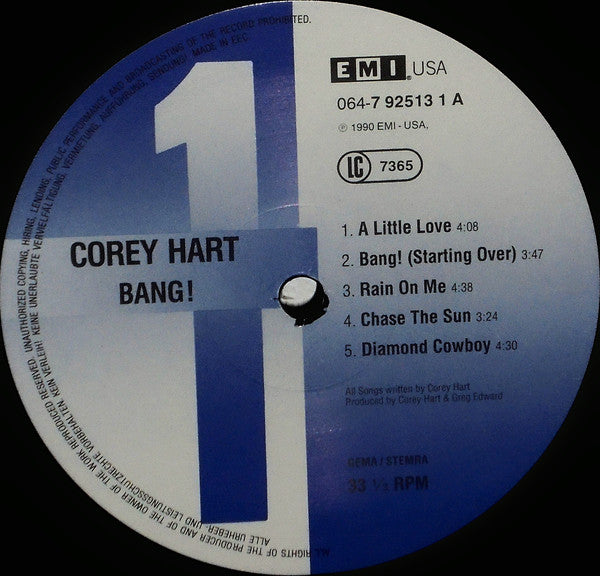 EMI USA
064-7 92513 1 A
℗ 1990 EMI - USA,
LC 7365
1
COREY HART
BANG!
1. A Little Love 4:08
2. Bang! (Starting Over) 3:47
3. Rain On Me 4:38
4. Chase The Sun 3:24
5. Diamond Cowboy 4:30
All Songs written by Corey Hart
Produced by Corey Hart & Greg Edward
GEMA / STEMRA
33 ⅓ RPM
ALL RIGHTS OF THE PRODUCER AND OF THE OWNER OF THE WORK REPRODUCED RESERVED. UNAUTHORIZED COPYING, HIRING, LENDING, PUBLIC PERFORMANCE AND BROADCASTING OF THE RECORD PROHIBITED.
ALLE URHEBER- UND LEISTUNGSSCHUTZRECHTE VORBEHALTEN. KEIN VERLEIH! KEINE UNERLAUBTE VERVIELFÄLTIGUNG, VERMIETUNG, AUFFÜHRUNG, SENDUNG! MADE IN EEC